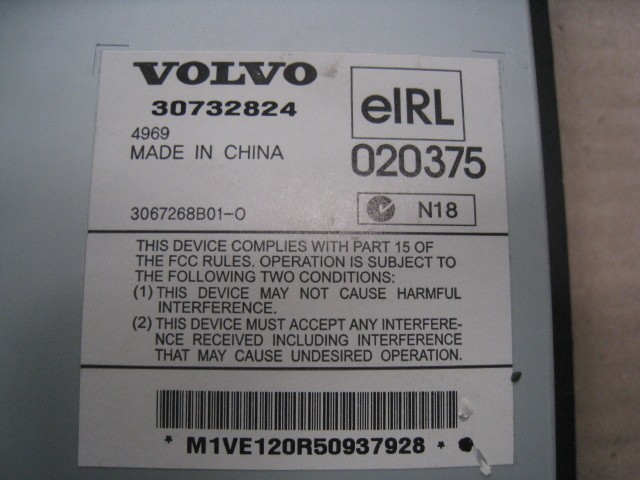 VOLVO
30732824
4969
MADE IN CHINA
eIRL
020375
3067268B01-O
N18
THIS DEVICE COMPLIES WITH PART 15 OF
THE FCC RULES. OPERATION IS SUBJECT TO
THE FOLLOWING TWO CONDITIONS:
(1) THIS DEVICE MAY NOT CAUSE HARMFUL
INTERFERENCE.
(2) THIS DEVICE MUST ACCEPT ANY INTERFERE-
NCE RECEIVED INCLUDING INTERFERENCE
THAT MAY CAUSE UNDESIRED OPERATION.
* M1VE120R50937928 *